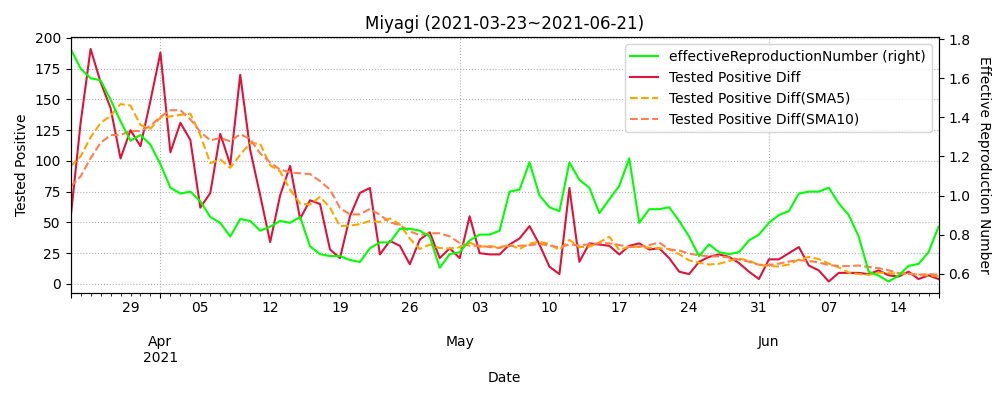 Miyagi (2021-03-23~2021-06-21)
effectiveReproductionNumber (right)
Tested Positive Diff
Tested Positive Diff(SMA5)
Tested Positive Diff(SMA10)
Tested Positive
200
175
150
125
100
75
50
25
0
1.8
1.6
1.4
1.2
1.0
0.8
0.6
Effective Reproduction Number
29 05 12 19 26 03 10 17 24 31 07 14
Apr May Jun
2021
Date